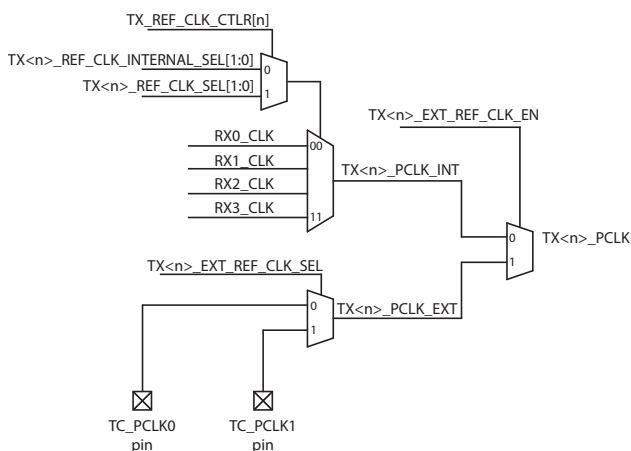 TX_REF_CLK_CTLR[n]
TX<n>_REF_CLK_INTERNAL_SEL[1:0]
0
TX<n>_REF_CLK_SEL[1:0]
1
TX<n>_EXT_REF_CLK_EN
RX0_CLK
00
RX1_CLK
TX<n>_PCLK_INT
RX2_CLK
RX3_CLK
11
0
TX<n>_PCLK
1
TX<n>_EXT_REF_CLK_SEL
0
TX<n>_PCLK_EXT
1
TC_PCLK0
pin
TC_PCLK1
pin